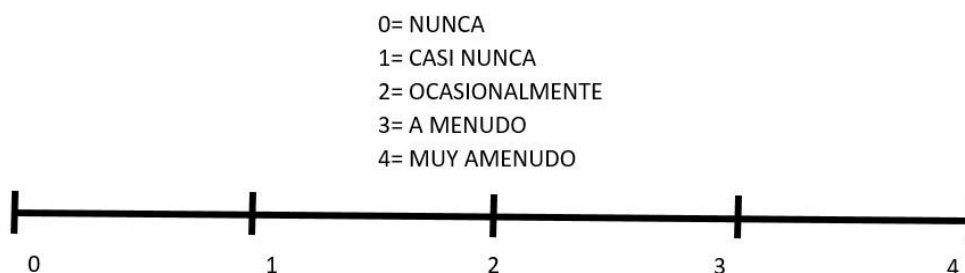 0= NUNCA
1= CASI NUNCA
2= OCASIONALMENTE
3= A MENUDO
4= MUY AMENUDO
0 1 2 3 4